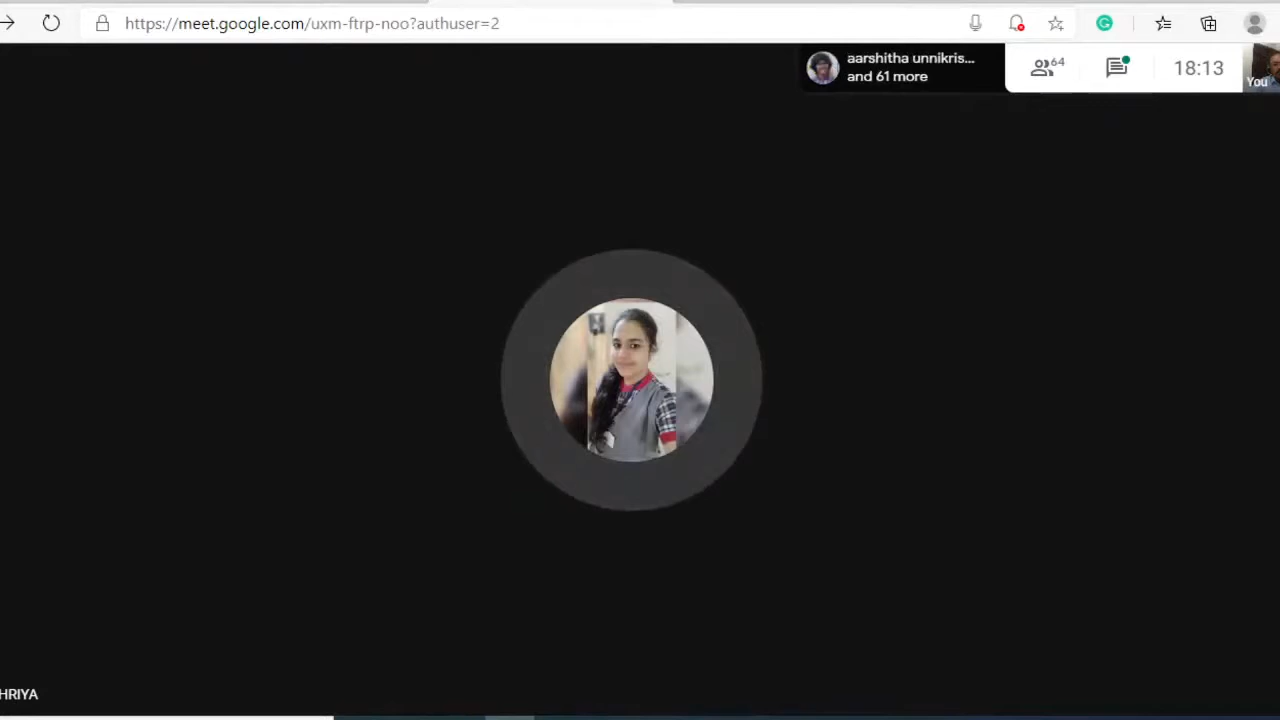 https://meet.google.com/uxm-ftrp-noo?authuser=2
aarshitha unnikris...
and 61 more
64
18:13
You
HRIYA